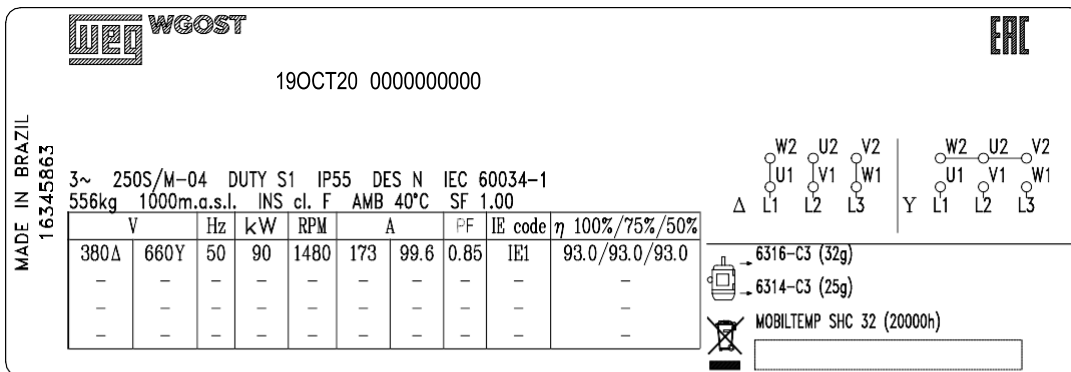 WEG WGOST
EAC
19OCT20 0000000000
MADE IN BRAZIL
16345863
3~ 250S/M-04 DUTY S1 IP55 DES N IEC 60034-1
556kg 1000m.a.s.l. INS cl. F AMB 40°C SF 1.00
V Hz kW RPM A PF IE code η 100%/75%/50%
380Δ 660Y 50 90 1480 173 99.6 0.85 IE1 93.0/93.0/93.0
– – – – – – – – – –
– – – – – – – – – –
– – – – – – – – – –
W2 U2 V2
U1 V1 W1
Δ L1 L2 L3
W2 U2 V2
U1 V1 W1
Y L1 L2 L3
6316-C3 (32g)
6314-C3 (25g)
MOBILTEMP SHC 32 (20000h)